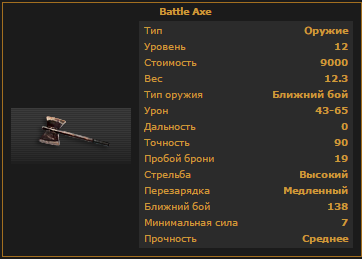 Battle Axe
Тип Оружие
Уровень 12
Стоимость 9000
Вес 12.3
Тип оружия Ближний бой
Урон 43-65
Дальность 0
Точность 90
Пробой брони 19
Стрельба Высокий
Перезарядка Медленный
Ближний бой 138
Минимальная сила 7
Прочность Среднее